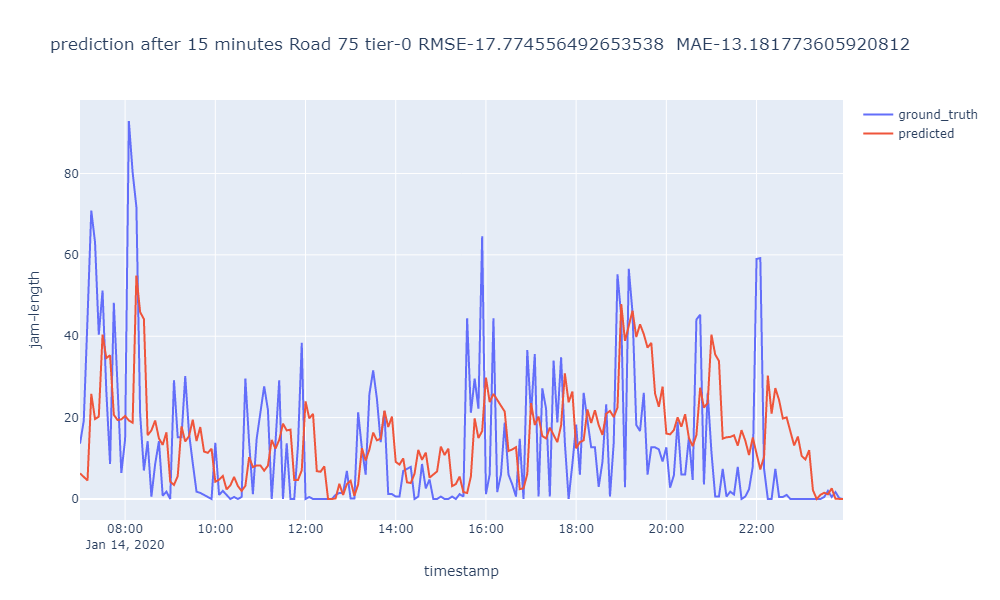 prediction after 15 minutes Road 75 tier-0 RMSE-17.774556492653538  MAE-13.181773605920812
ground_truth
predicted
80
60
40
20
0
jam-length
08:00 10:00 12:00 14:00 16:00 18:00 20:00 22:00
Jan 14, 2020
timestamp